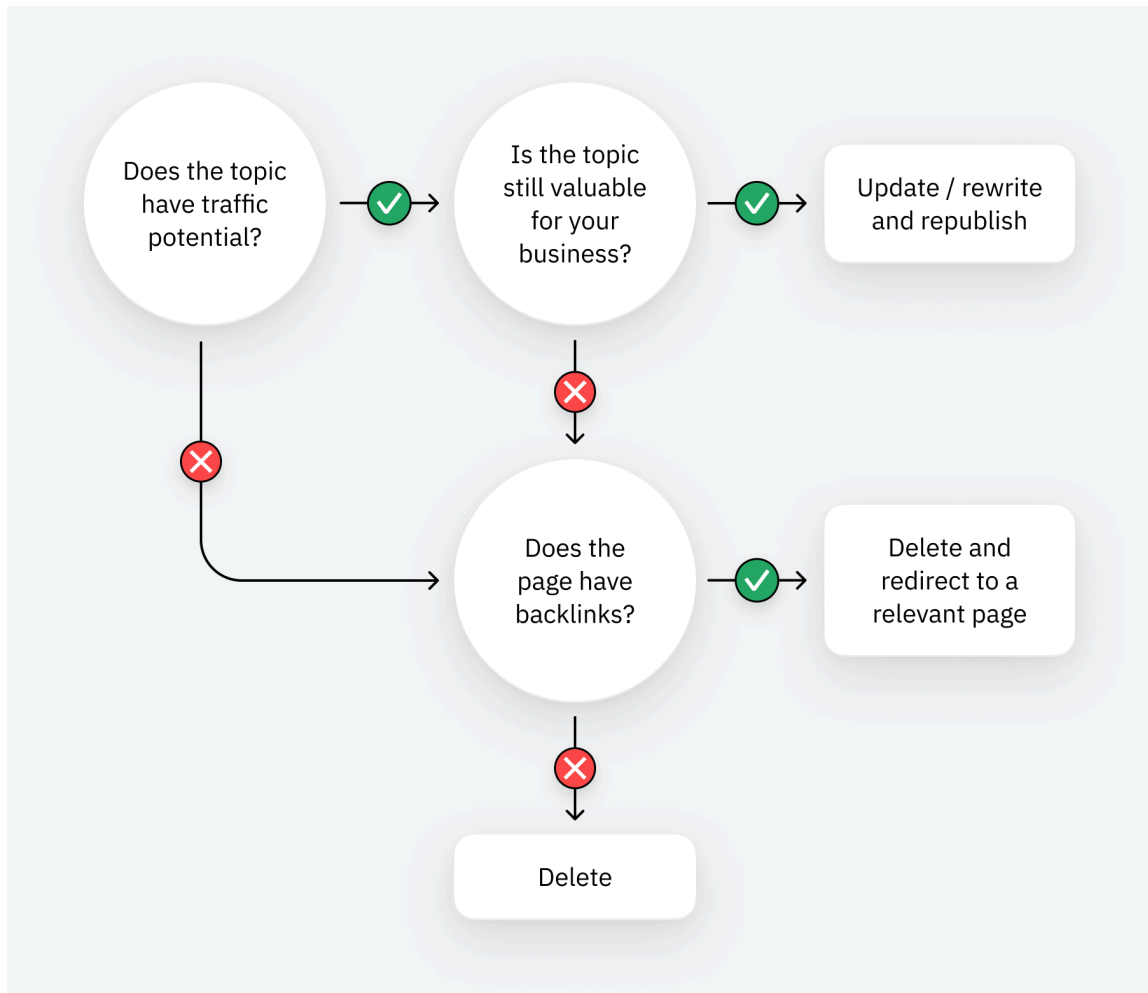 Does the topic
have traffic
potential?
Is the topic
still valuable
for your
business?
Update / rewrite
and republish
Does the
page have
backlinks?
Delete and
redirect to a
relevant page
Delete